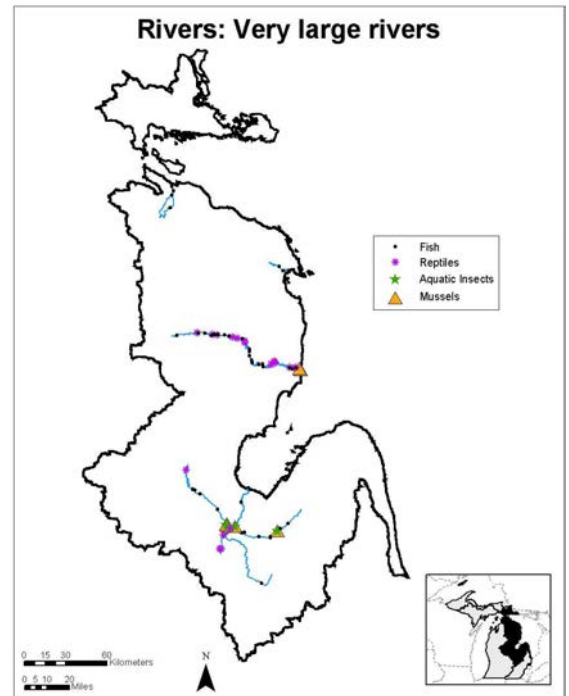 Rivers: Very large rivers
Fish
Reptiles
Aquatic Insects
Mussels
N
0 15 30 60
Kilometers
0 5 10 20
Miles